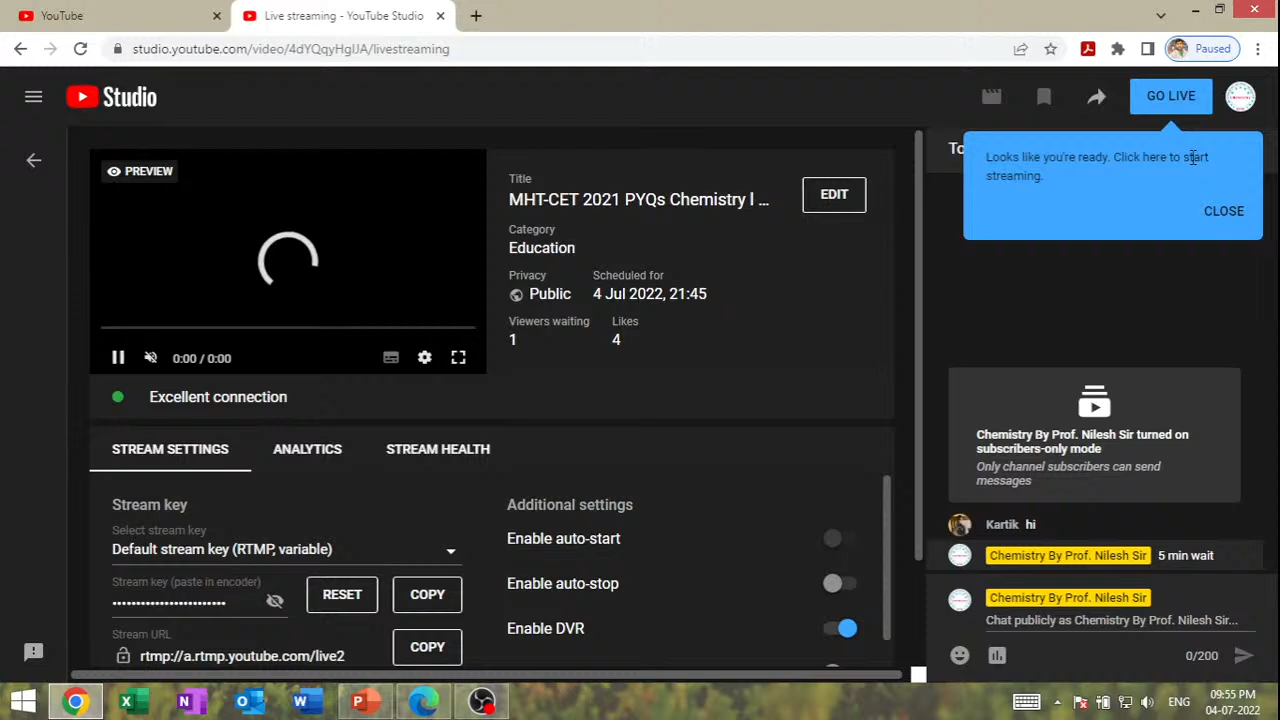 YouTube
Live streaming - YouTube Studio
studio.youtube.com/video/4dYQqyHgIJA/livestreaming
Paused
Studio
GO LIVE
PREVIEW
Title
MHT-CET 2021 PYQs Chemistry l ...
EDIT
Category
Education
Privacy
Public
Scheduled for
4 Jul 2022, 21:45
Viewers waiting
1
Likes
4
0:00 / 0:00
Excellent connection
STREAM SETTINGS
ANALYTICS
STREAM HEALTH
Stream key
Select stream key
Default stream key (RTMP, variable)
Stream key (paste in encoder)
RESET
COPY
Stream URL
rtmp://a.rtmp.youtube.com/live2
COPY
Additional settings
Enable auto-start
Enable auto-stop
Enable DVR
To
Looks like you're ready. Click here to start
streaming.
CLOSE
Chemistry By Prof. Nilesh Sir turned on
subscribers-only mode
Only channel subscribers can send
messages
Kartik hi
Chemistry By Prof. Nilesh Sir 5 min wait
Chemistry By Prof. Nilesh Sir
Chat publicly as Chemistry By Prof. Nilesh Sir...
0/200
ENG
09:55 PM
04-07-2022